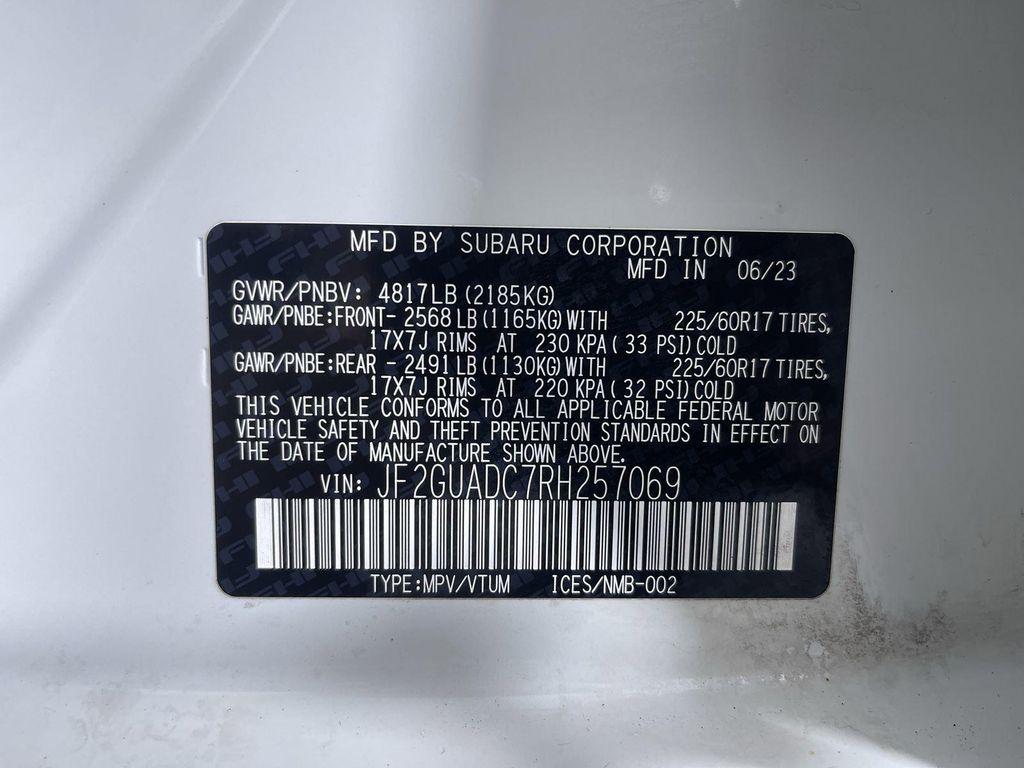 MFD BY SUBARU CORPORATION
MFD IN 06/23
GVWR/PNBV: 4817LB (2185KG)
GAWR/PNBE:FRONT- 2568 LB (1165KG) WITH 225/60R17 TIRES,
17X7J RIMS AT 230 KPA ( 33 PSI) COLD
GAWR/PNBE:REAR - 2491 LB (1130KG) WITH 225/60R17 TIRES,
17X7J RIMS AT 220 KPA ( 32 PSI) COLD
THIS VEHICLE CONFORMS TO ALL APPLICABLE FEDERAL MOTOR
VEHICLE SAFETY AND THEFT PREVENTION STANDARDS IN EFFECT ON
THE DATE OF MANUFACTURE SHOWN ABOVE.
VIN: JF2GUADC7RH257069
TYPE:MPV/VTUM ICES/NMB-002